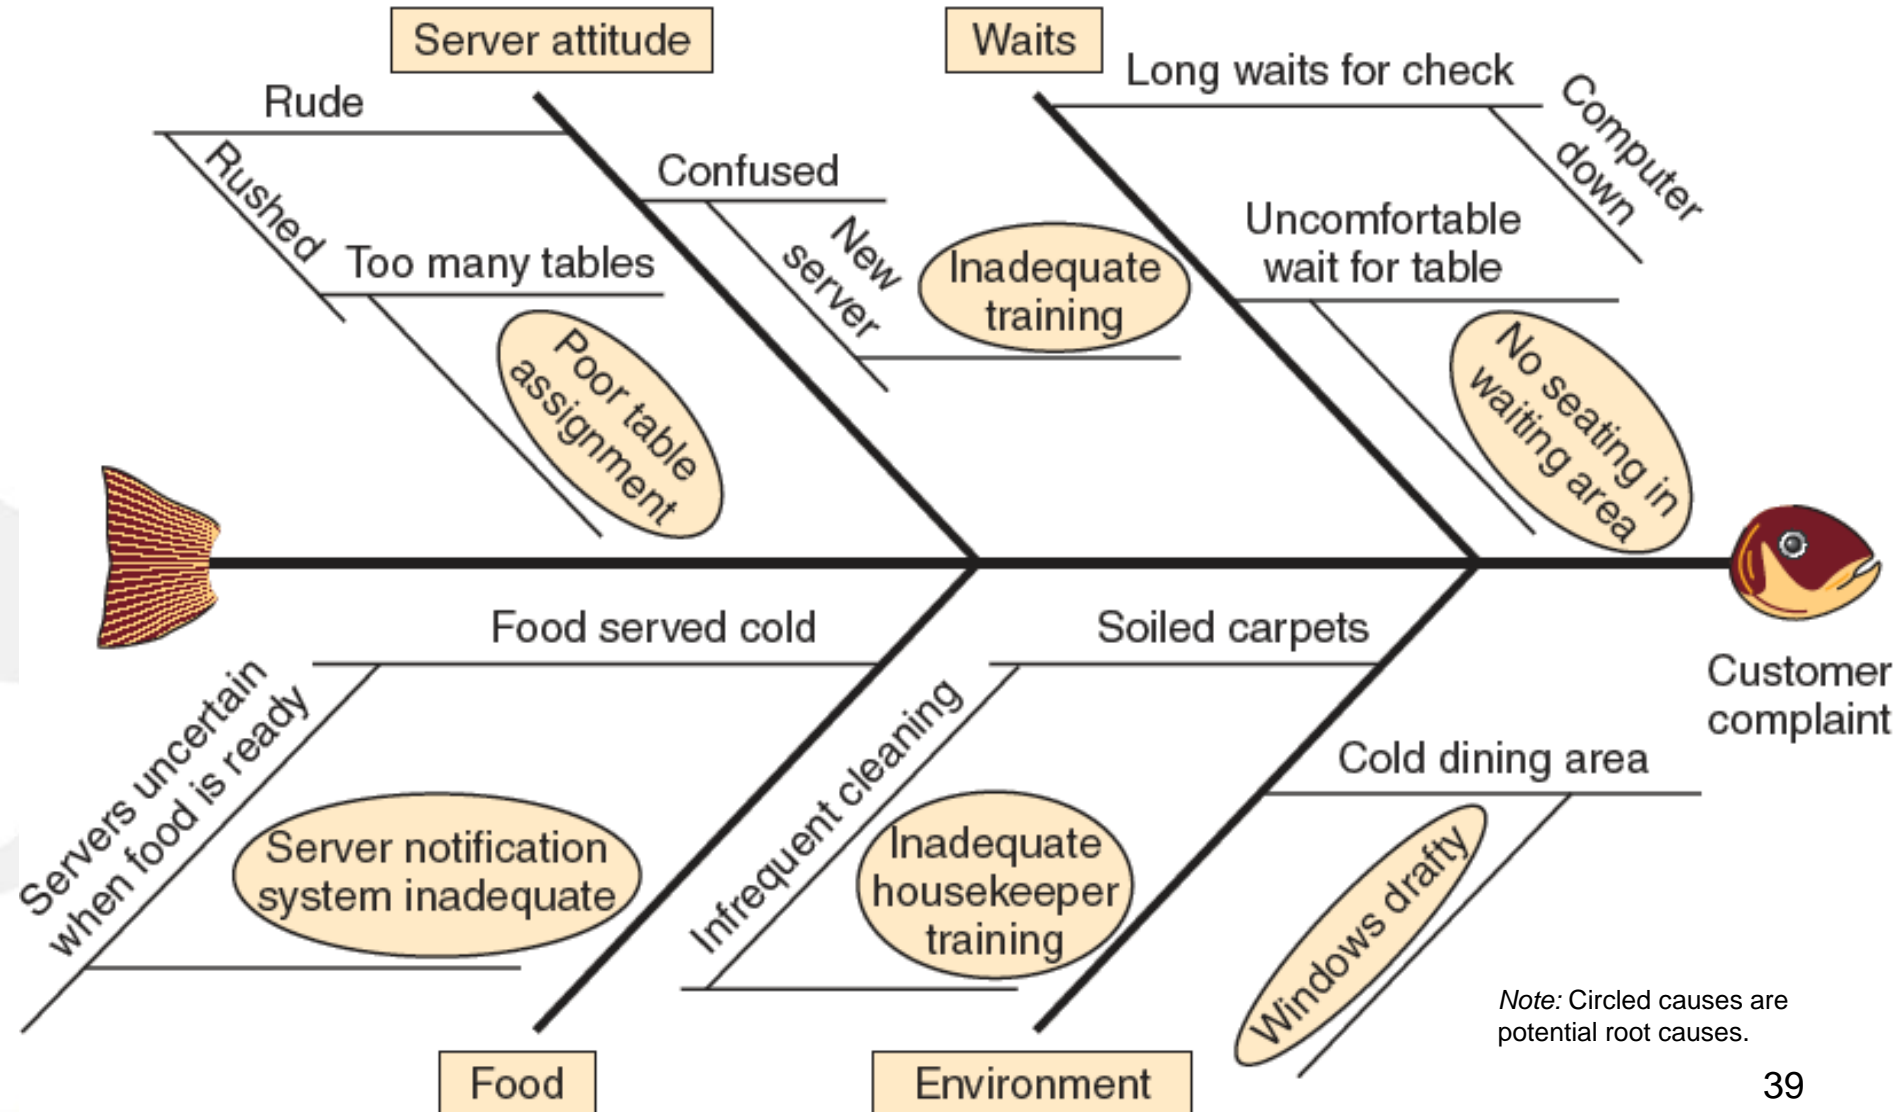 Server attitude
Waits
Rude
Rushed
Too many tables
Poor table
assignment
Confused
New
server
Inadequate
training
Long waits for check
Computer
down
Uncomfortable
wait for table
No seating in
waiting area
Food served cold
Servers uncertain
when food is ready
Server notification
system inadequate
Soiled carpets
Infrequent cleaning
Inadequate
housekeeper
training
Cold dining area
Windows drafty
Customer
complaint
Food
Environment
Note: Circled causes are
potential root causes.
39